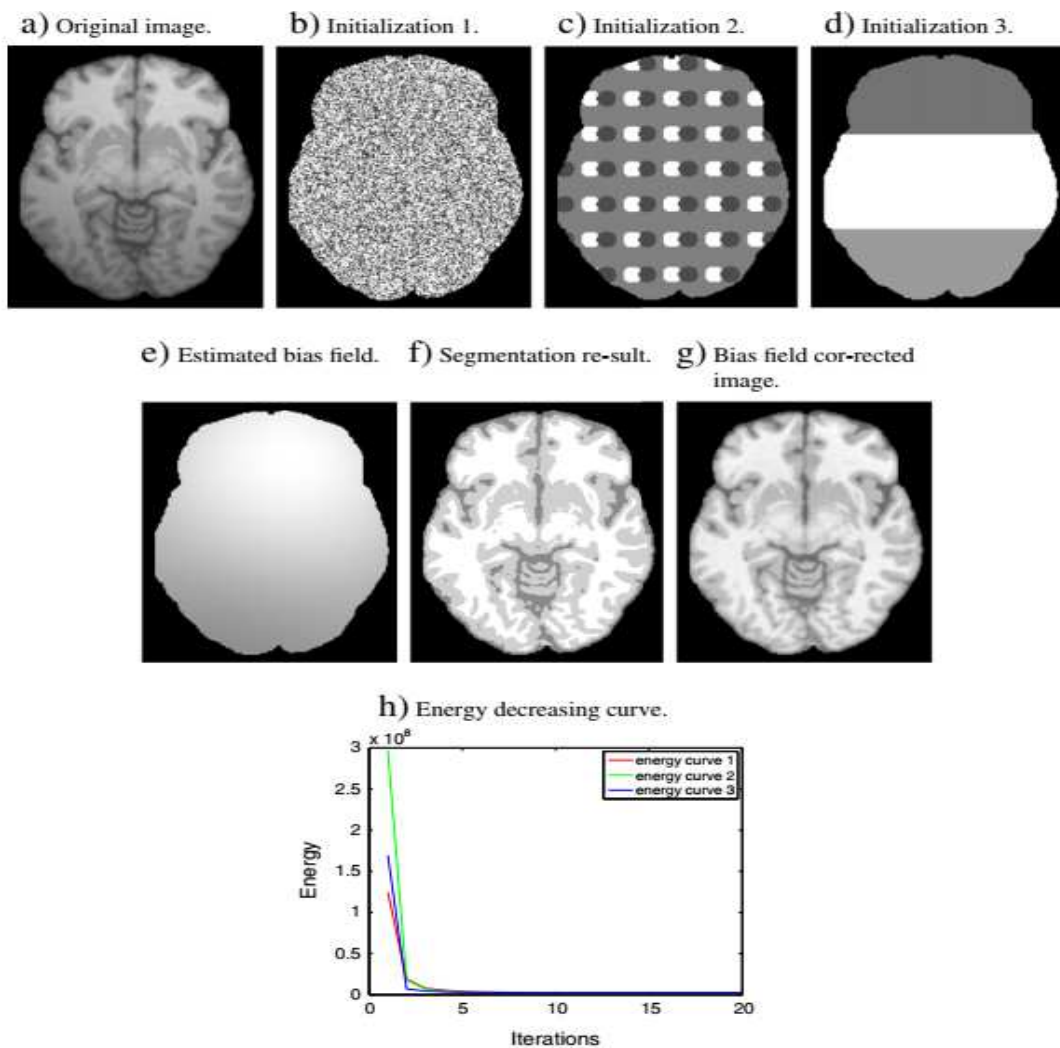 a) Original image.
b) Initialization 1.
c) Initialization 2.
d) Initialization 3.
e) Estimated bias field.
f) Segmentation re-sult.
g) Bias field cor-rected
image.
h) Energy decreasing curve.
× 10⁸
3
2.5
2
1.5
1
0.5
0
Energy
energy curve 1
energy curve 2
energy curve 3
0 5 10 15 20
Iterations